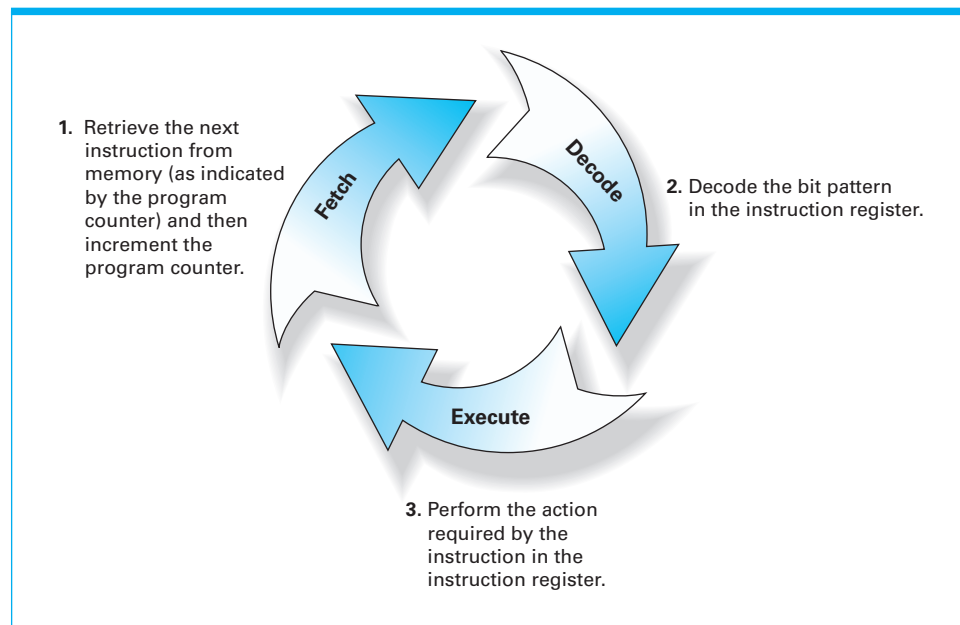 1. Retrieve the next
instruction from
memory (as indicated
by the program
counter) and then
increment the
program counter.
Fetch
Decode
2. Decode the bit pattern
in the instruction register.
Execute
3. Perform the action
required by the
instruction in the
instruction register.